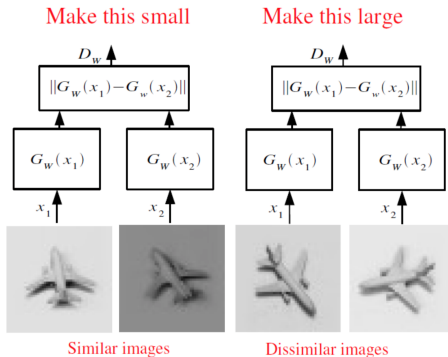 Make this small
Make this large
D_W
D_W
||G_W(x_1)−G_w(x_2)||
||G_W(x_1)−G_w(x_2)||
G_W(x_1)
G_W(x_2)
G_W(x_1)
G_W(x_2)
x_1
x_2
x_1
x_2
Similar images
Dissimilar images